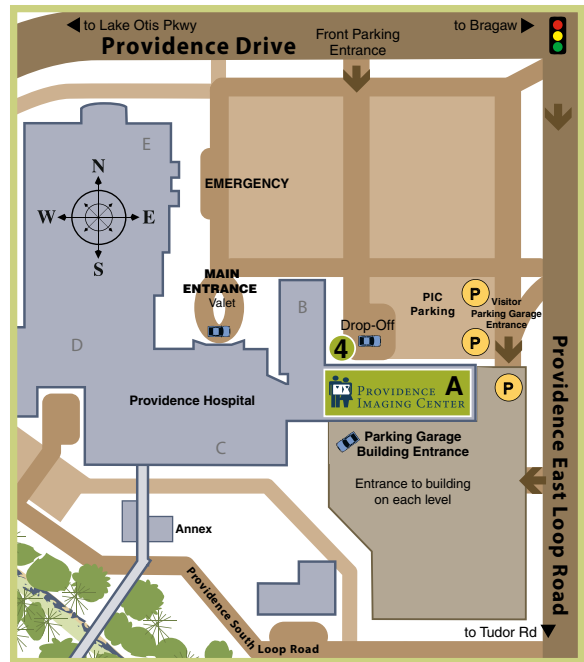 to Lake Otis Pkwy
to Bragaw
Providence Drive
Front Parking
Entrance
E
EMERGENCY
N
W
E
S
MAIN
ENTRANCE
Valet
B
PIC
Parking
P
Visitor
Parking Garage
Entrance
Drop-Off
P
4
D
PROVIDENCE
IMAGING CENTER
A
P
Providence Hospital
C
Parking Garage
Building Entrance
Entrance to building
on each level
Providence East Loop Road
Annex
Providence South
Loop Road
to Tudor Rd